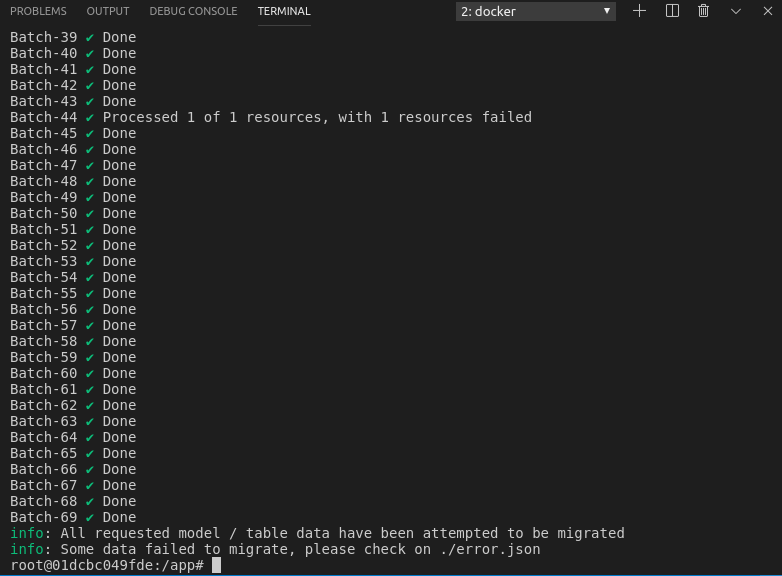 PROBLEMS OUTPUT DEBUG CONSOLE TERMINAL 2: docker
Batch-39 ✔ Done
Batch-40 ✔ Done
Batch-41 ✔ Done
Batch-42 ✔ Done
Batch-43 ✔ Done
Batch-44 ✔ Processed 1 of 1 resources, with 1 resources failed
Batch-45 ✔ Done
Batch-46 ✔ Done
Batch-47 ✔ Done
Batch-48 ✔ Done
Batch-49 ✔ Done
Batch-50 ✔ Done
Batch-51 ✔ Done
Batch-52 ✔ Done
Batch-53 ✔ Done
Batch-54 ✔ Done
Batch-55 ✔ Done
Batch-56 ✔ Done
Batch-57 ✔ Done
Batch-58 ✔ Done
Batch-59 ✔ Done
Batch-60 ✔ Done
Batch-61 ✔ Done
Batch-62 ✔ Done
Batch-63 ✔ Done
Batch-64 ✔ Done
Batch-65 ✔ Done
Batch-66 ✔ Done
Batch-67 ✔ Done
Batch-68 ✔ Done
Batch-69 ✔ Done
info: All requested model / table data have been attempted to be migrated
info: Some data failed to migrate, please check on ./error.json
root@01dcbc049fde:/app#